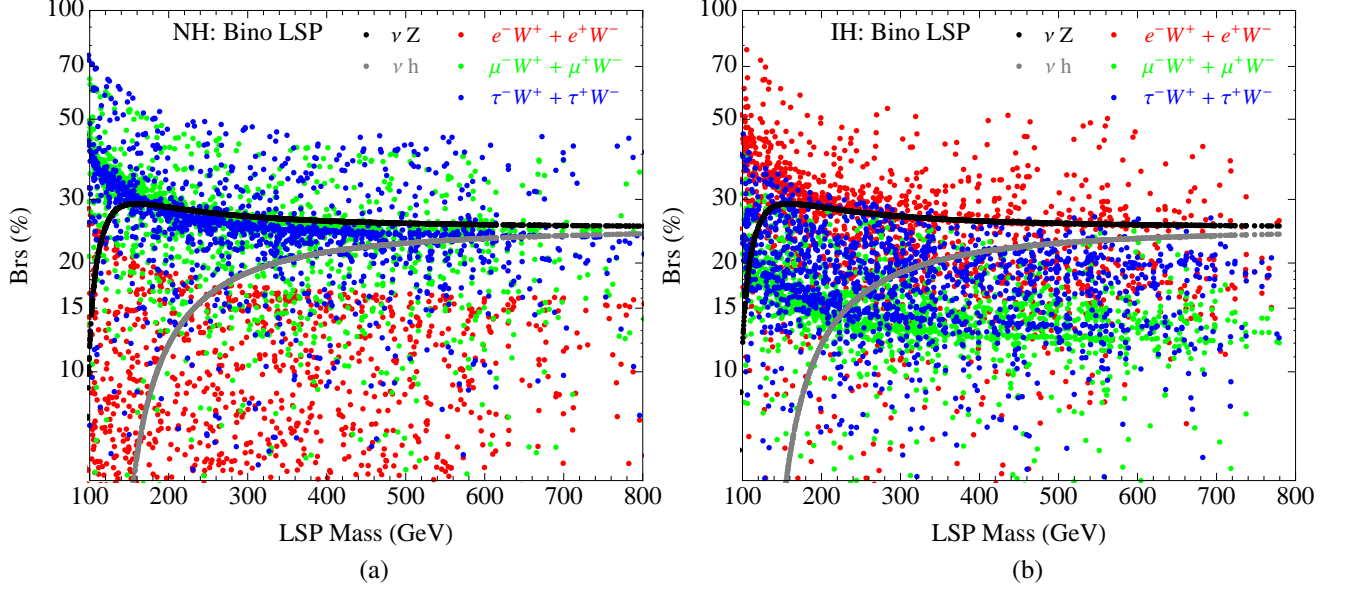 NH: Bino LSP
ν Z
ν h
e⁻W⁺ + e⁺W⁻
μ⁻W⁺ + μ⁺W⁻
τ⁻W⁺ + τ⁺W⁻
Brs (%)
100
70
50
30
20
15
10
100 200 300 400 500 600 700 800
LSP Mass (GeV)
(a)
IH: Bino LSP
ν Z
ν h
e⁻W⁺ + e⁺W⁻
μ⁻W⁺ + μ⁺W⁻
τ⁻W⁺ + τ⁺W⁻
Brs (%)
100
70
50
30
20
15
10
100 200 300 400 500 600 700 800
LSP Mass (GeV)
(b)